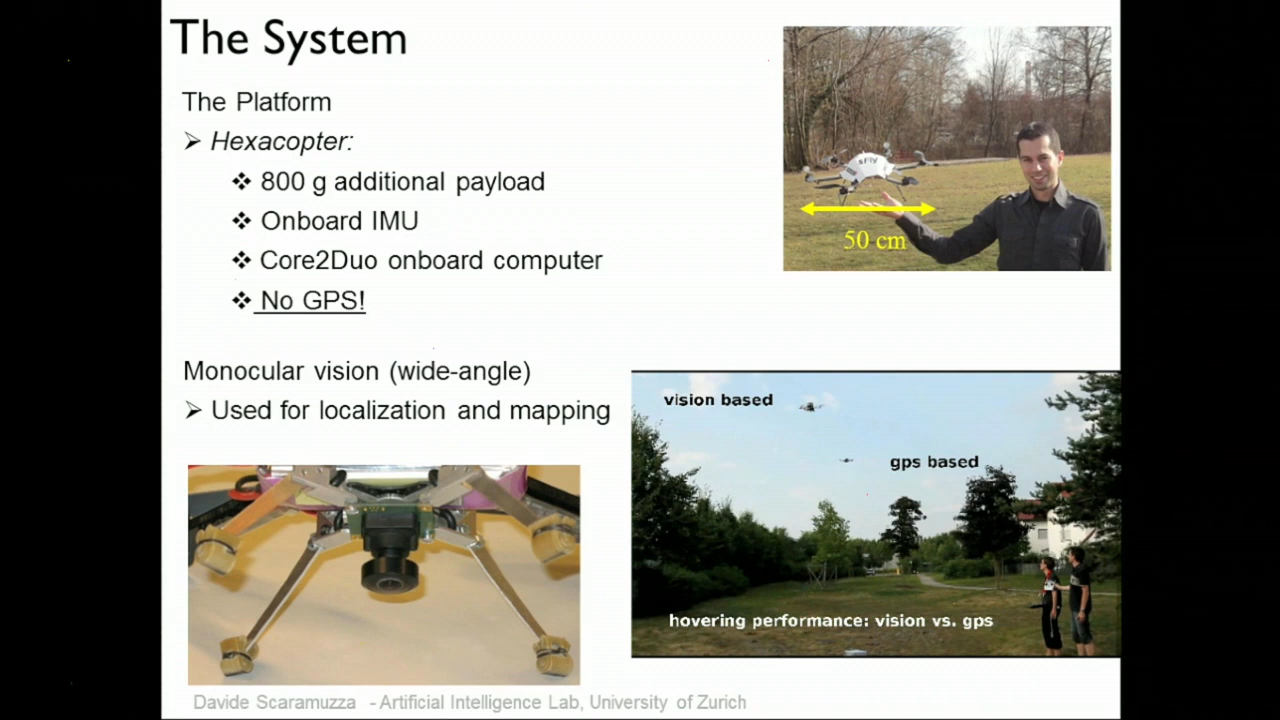 The System
The Platform
➢ Hexacopter:
❖ 800 g additional payload
❖ Onboard IMU
❖ Core2Duo onboard computer
❖ No GPS!
50 cm
Monocular vision (wide-angle)
➢ Used for localization and mapping
vision based
gps based
hovering performance: vision vs. gps
Davide Scaramuzza - Artificial Intelligence Lab, University of Zurich